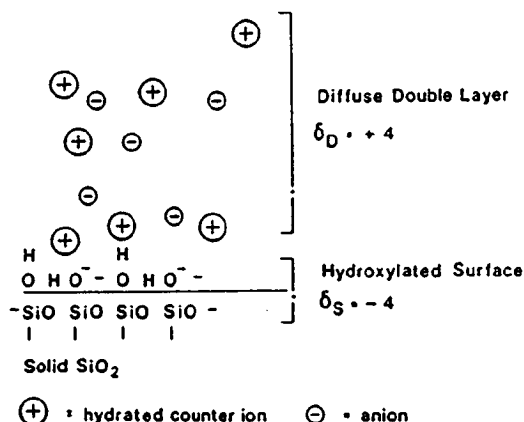 Diffuse Double Layer
δD • + 4
H H
O HO⁻ - O HO⁻ -
Hydroxylated Surface
⁻SiO SiO SiO SiO -
δS • - 4
Solid SiO₂
⊕ = hydrated counter ion ⊖ = anion